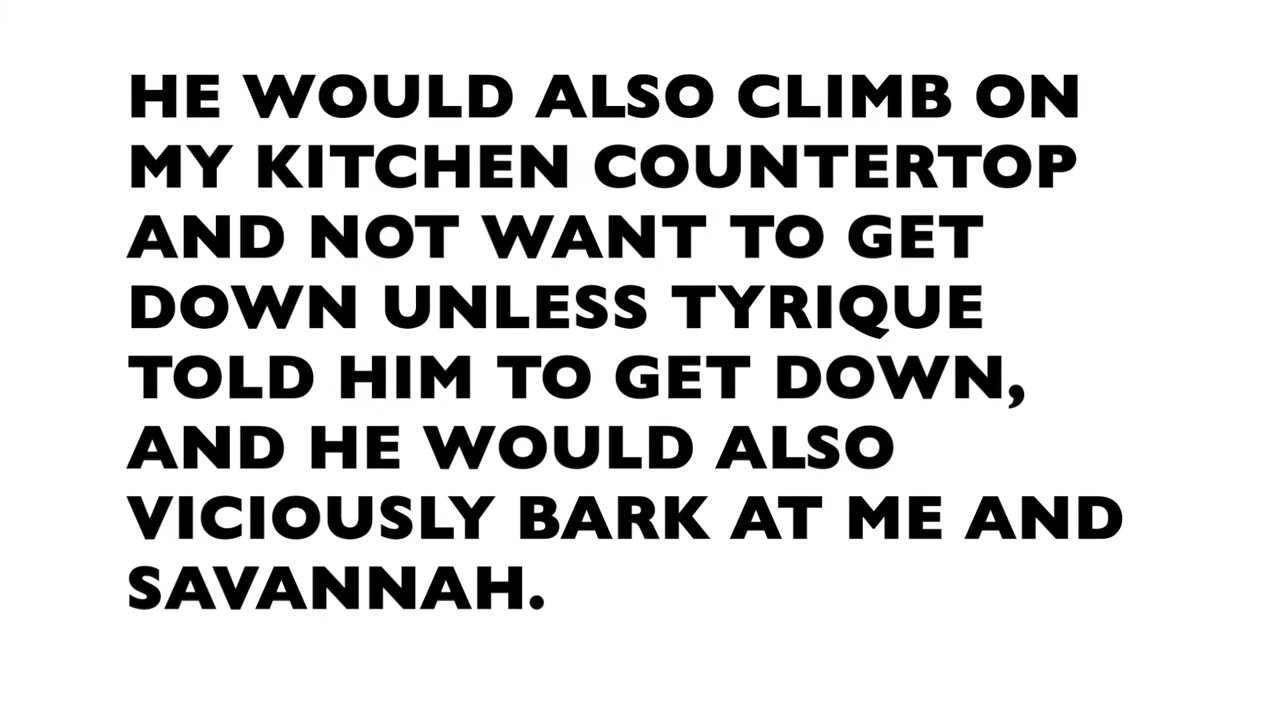 HE WOULD ALSO CLIMB ON
MY KITCHEN COUNTERTOP
AND NOT WANT TO GET
DOWN UNLESS TYRIQUE
TOLD HIM TO GET DOWN,
AND HE WOULD ALSO
VICIOUSLY BARK AT ME AND
SAVANNAH.